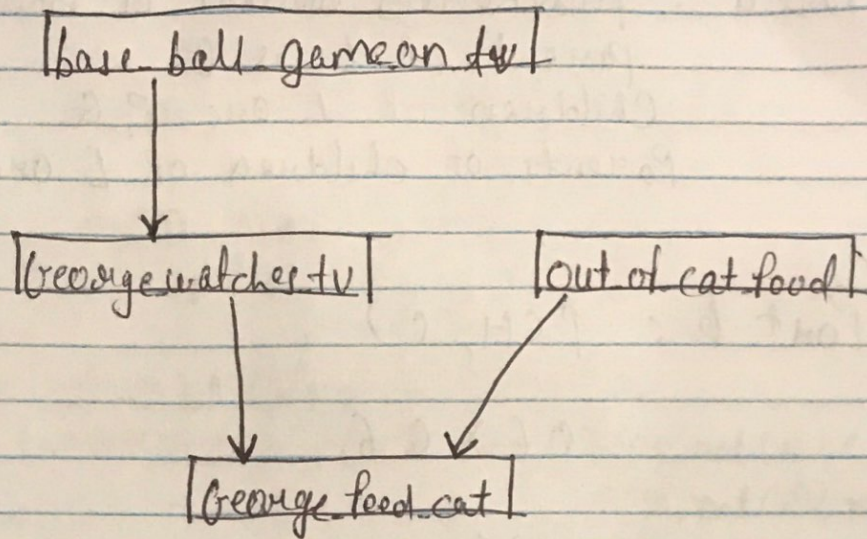 base_ball_game_on_tv
George_watches_tv
out_of_cat_food
George_feed_cat